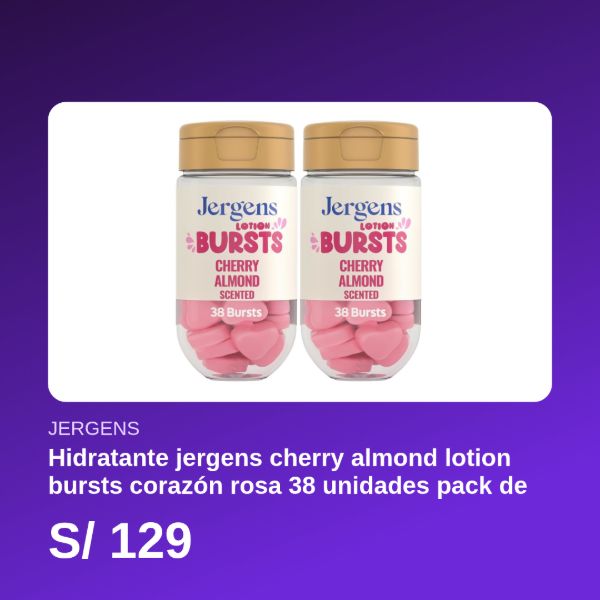 Jergens
LOTION
BURSTS
CHERRY
ALMOND
SCENTED
38 Bursts
Jergens
LOTION
BURSTS
CHERRY
ALMOND
SCENTED
38 Bursts
JERGENS
Hidratante jergens cherry almond lotion
bursts corazón rosa 38 unidades pack de
S/ 129